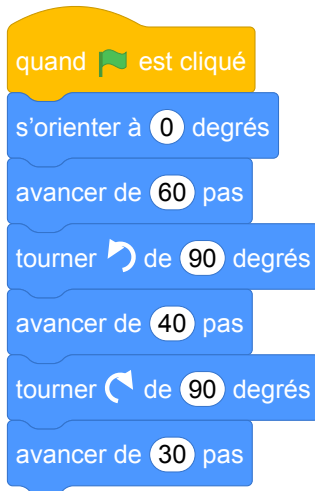 quand est cliqué
s'orienter à 0 degrés
avancer de 60 pas
tourner de 90 degrés
avancer de 40 pas
tourner de 90 degrés
avancer de 30 pas